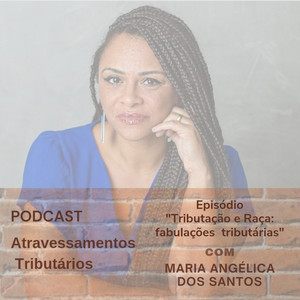 PODCAST
Atravessamentos
Tributários
Episódio
"Tributação e Raça:
fabulações tributárias"
COM
MARIA ANGÉLICA
DOS SANTOS